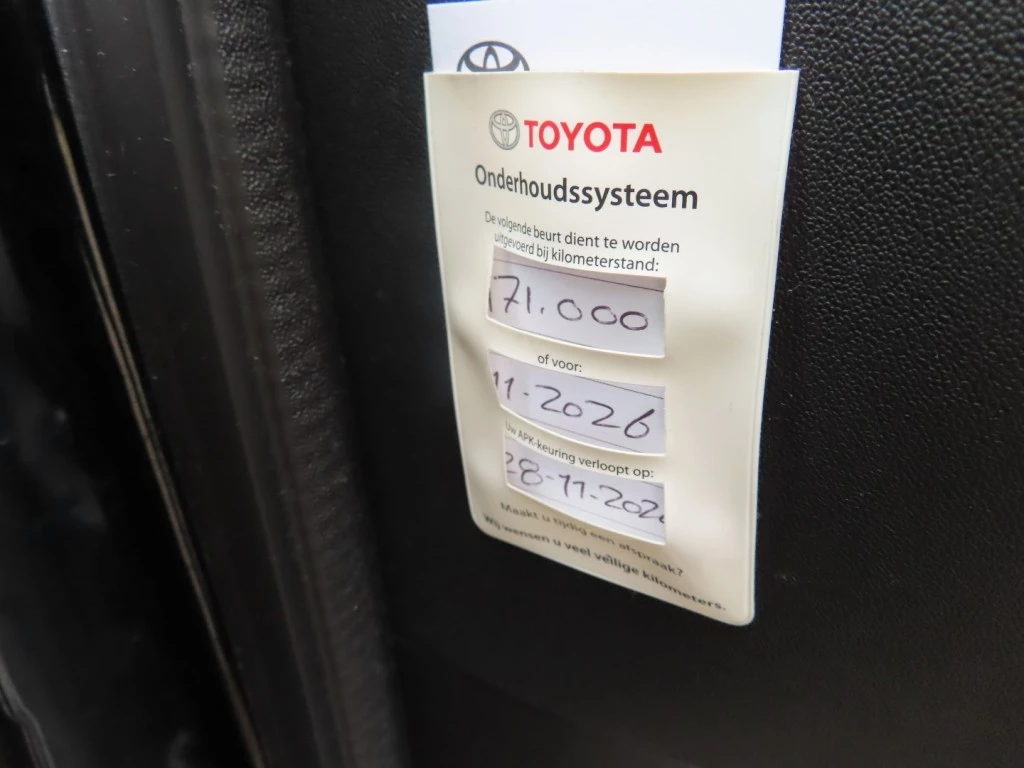 TOYOTA
Onderhoudssysteem
De volgende beurt dient te worden
uitgevoerd bij kilometerstand:
171.000
of voor:
11-2026
Uw APK-keuring verloopt op:
28-11-202
Maakt u tijdig een afspraak?
Wij wensen u veel veilige kilometers.